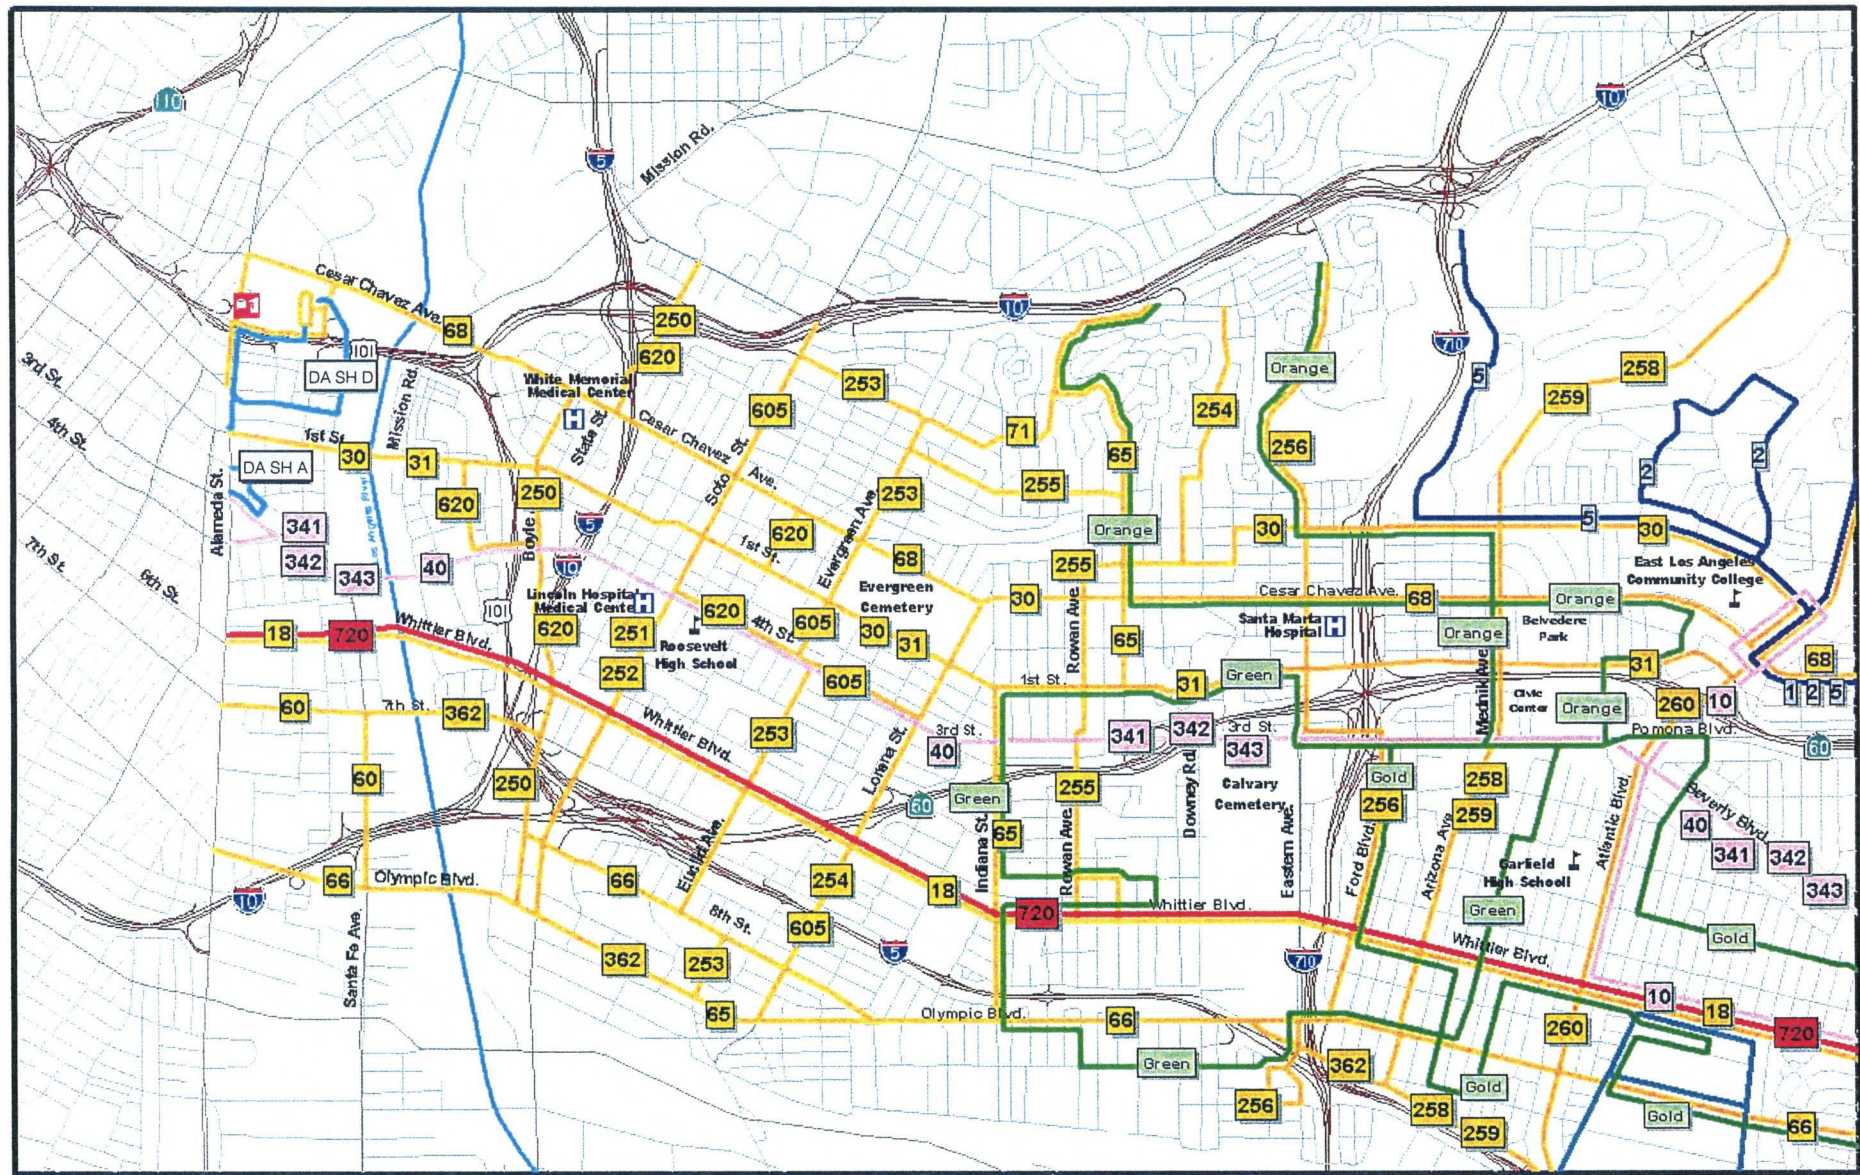 110
10
5
Mission Rd.
Cesar Chavez Ave.
68
10
250
710
Orange
5
258
259
101
620
3rd St.
DASH D
White Memorial
Medical Center
H
253
605
254
2
2
Mission Rd.
State St.
Cesar Chavez Ave.
71
256
65
4th St.
1st St.
30
31
DASH A
255
Soto St.
620
250
253
Alameda St.
341
5
620
Orange
30
5
30
342
343
40
Boyle
10
1st St.
Evergreen Ave.
68
255
East Los Angeles
Community College
7th St.
6th St.
Evergreen
Cemetery
Lincoln Hospital
Medical Center
H
101
620
30
Rowan Ave.
Cesar Chavez Ave.
68
Orange
18
720
Whittier Blvd.
620
251
4th St.
605
30
31
65
Santa Marta
Hospital
H
Orange
Belvedere
Park
Roosevelt
High School
252
605
1st St.
31
Green
31
68
Mednik Ave.
Civic
Center
Orange
260
10
1
2
5
60
7th St.
362
Whittier Blvd.
253
Lorena St.
40
3rd St.
341
342
3rd St.
343
Pomona Blvd.
60
60
250
60
Green
255
Downey Rd.
Calvary
Cemetery
Gold
256
258
259
Atlantic Blvd.
Beverly Blvd.
40
341
342
343
65
Indiana St.
Rowan Ave.
Eastern Ave.
Ford Blvd.
Arizona Ave.
Garfield
High Schooll
10
66
Olympic Blvd.
66
Euclid Ave.
254
18
720
Whittier Blvd.
Green
Gold
Santa Fe Ave.
8th St.
605
5
362
253
710
Whittier Blvd.
65
Olympic Blvd.
66
10
18
720
260
Green
362
Gold
256
258
259
Gold
66